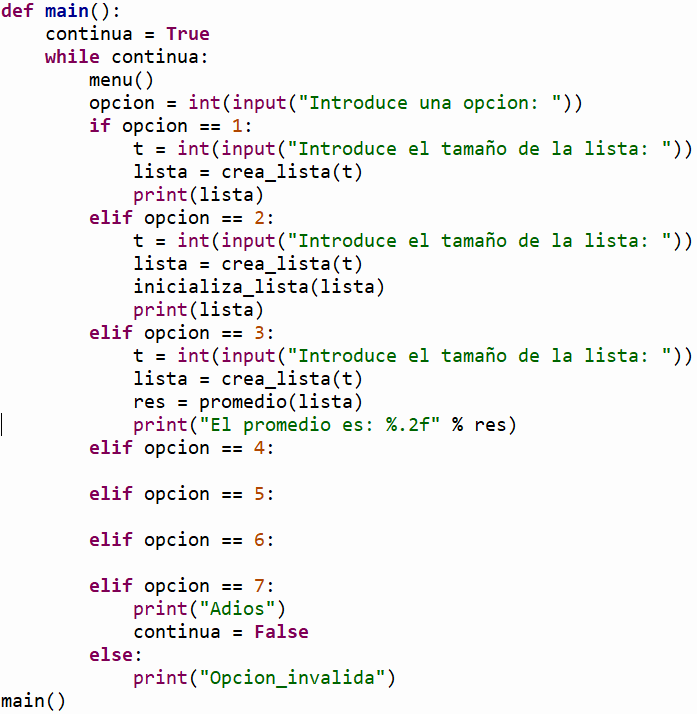 def main():
    continua = True
    while continua:
        menu()
        opcion = int(input("Introduce una opcion: "))
        if opcion == 1:
            t = int(input("Introduce el tamaño de la lista: "))
            lista = crea_lista(t)
            print(lista)
        elif opcion == 2:
            t = int(input("Introduce el tamaño de la lista: "))
            lista = crea_lista(t)
            inicializa_lista(lista)
            print(lista)
        elif opcion == 3:
            t = int(input("Introduce el tamaño de la lista: "))
            lista = crea_lista(t)
            res = promedio(lista)
            print("El promedio es: %.2f" % res)
        elif opcion == 4:
        elif opcion == 5:
        elif opcion == 6:
        elif opcion == 7:
            print("Adios")
            continua = False
        else:
            print("Opcion_invalida")
main()